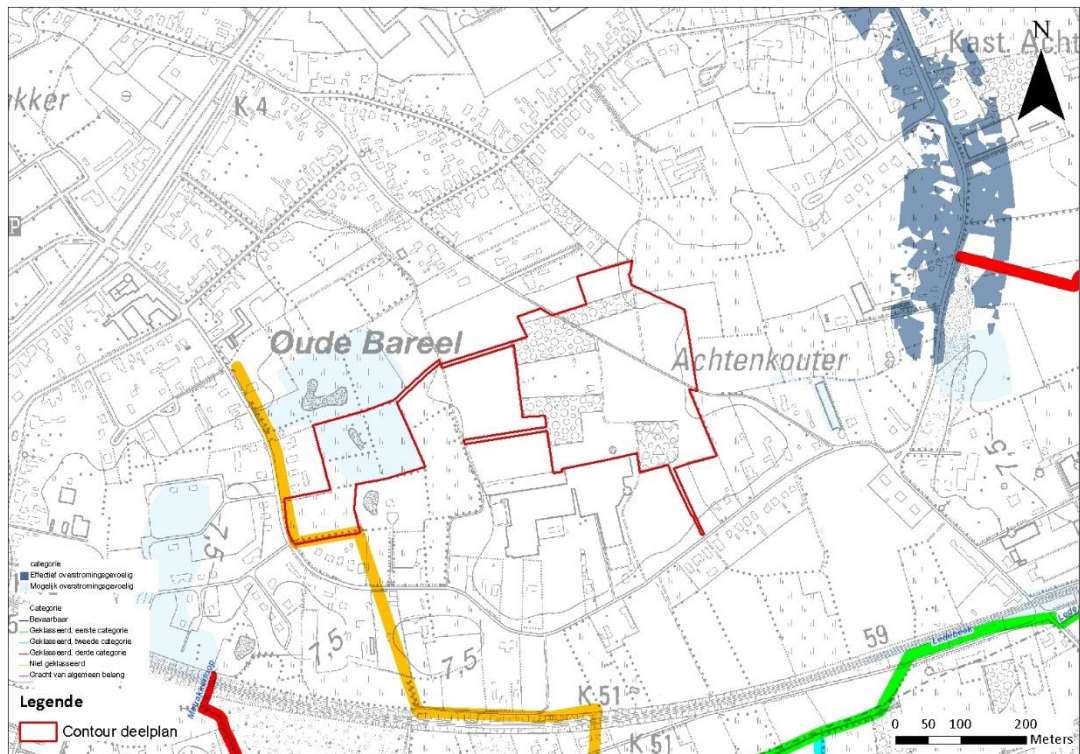 N
Kast. Acht
akker
K 4
P
Oude Bareel
Achtenkouter
7,5
7,5
7,5
7,5
59
Ledebeek
Lede
K 51
K 51
categorie
Effectief overstromingsgevoelig
Mogelijk overstromingsgevoelig
Categorie
Bevaarbaar
Geklasseerd, eerste categorie
Geklasseerd, tweede categorie
Geklasseerd, derde categorie
Niet geklasseerd
Gracht van algemeen belang
Legende
Contour deelplan
0 50 100 200
Meters